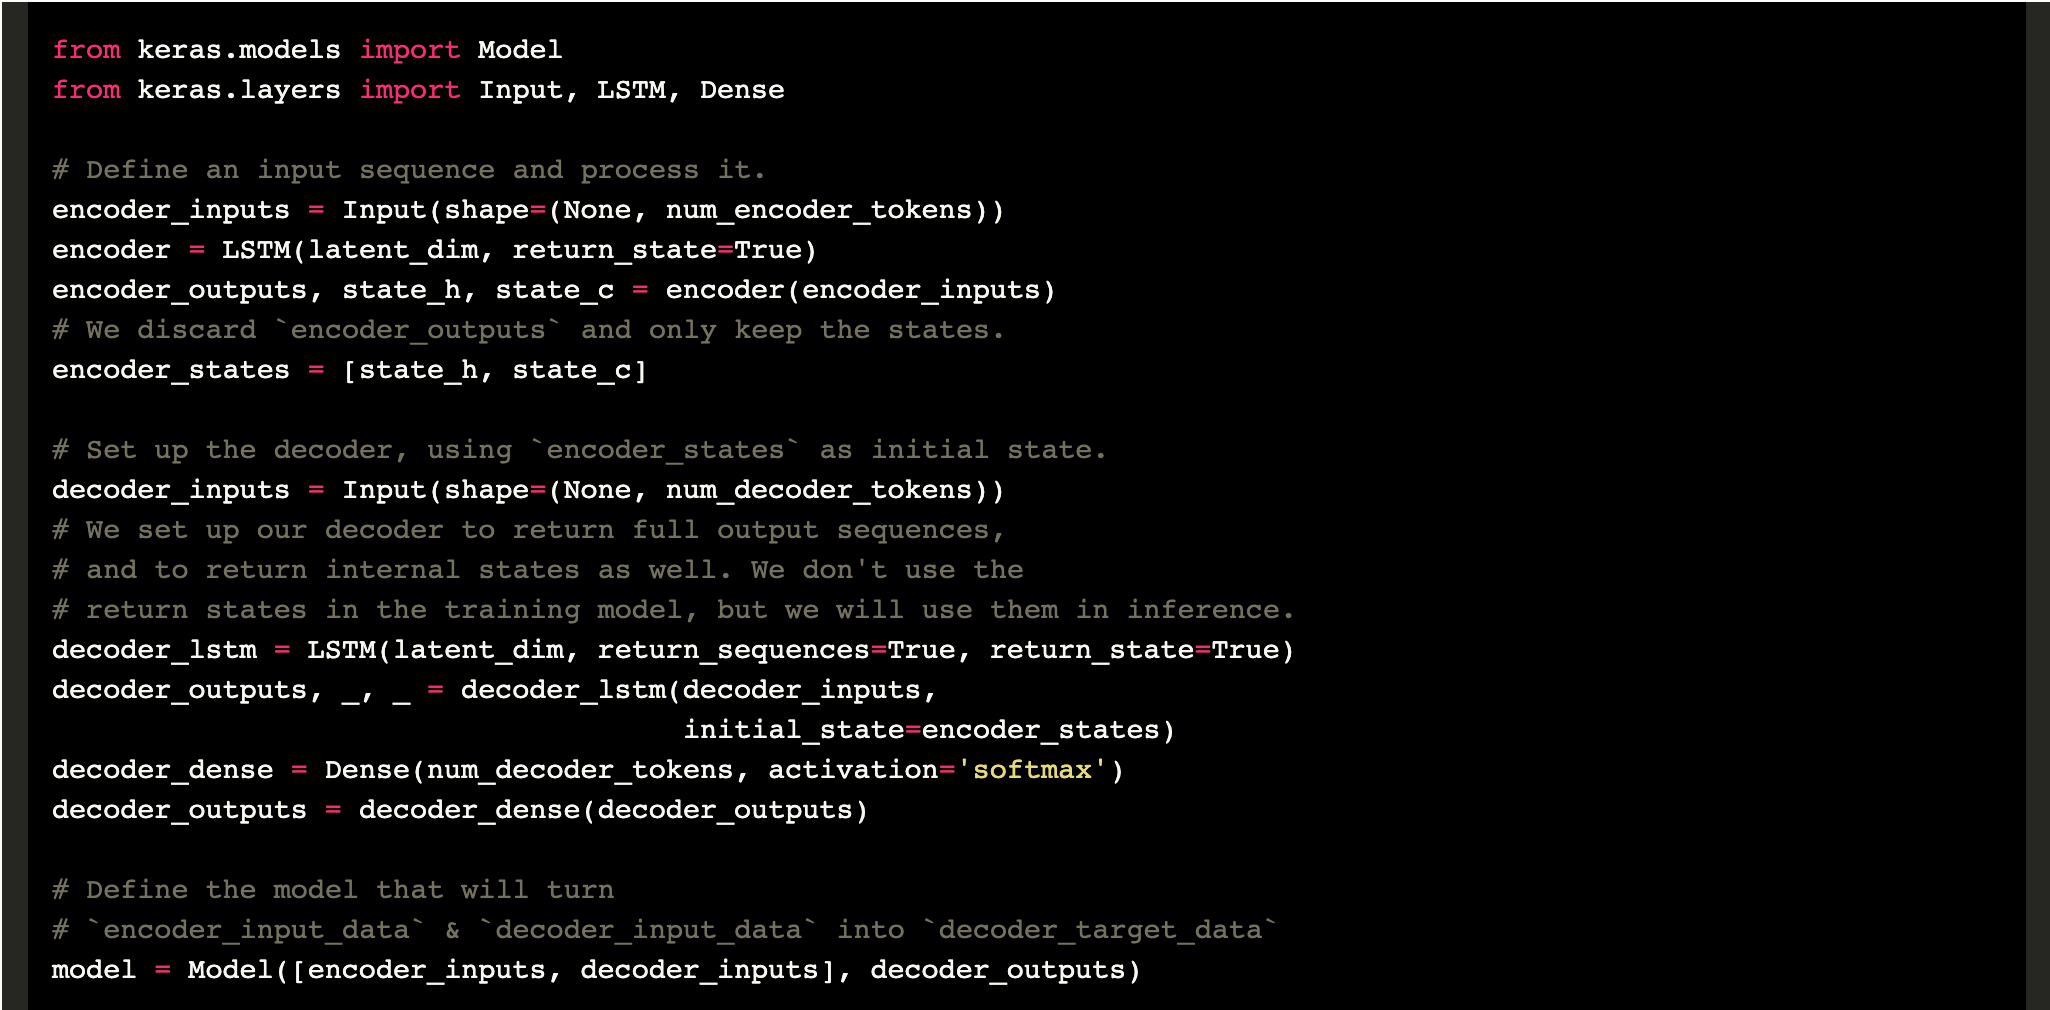 from keras.models import Model
from keras.layers import Input, LSTM, Dense

# Define an input sequence and process it.
encoder_inputs = Input(shape=(None, num_encoder_tokens))
encoder = LSTM(latent_dim, return_state=True)
encoder_outputs, state_h, state_c = encoder(encoder_inputs)
# We discard `encoder_outputs` and only keep the states.
encoder_states = [state_h, state_c]

# Set up the decoder, using `encoder_states` as initial state.
decoder_inputs = Input(shape=(None, num_decoder_tokens))
# We set up our decoder to return full output sequences,
# and to return internal states as well. We don't use the
# return states in the training model, but we will use them in inference.
decoder_lstm = LSTM(latent_dim, return_sequences=True, return_state=True)
decoder_outputs, _, _ = decoder_lstm(decoder_inputs,
                                     initial_state=encoder_states)
decoder_dense = Dense(num_decoder_tokens, activation='softmax')
decoder_outputs = decoder_dense(decoder_outputs)

# Define the model that will turn
# `encoder_input_data` & `decoder_input_data` into `decoder_target_data`
model = Model([encoder_inputs, decoder_inputs], decoder_outputs)